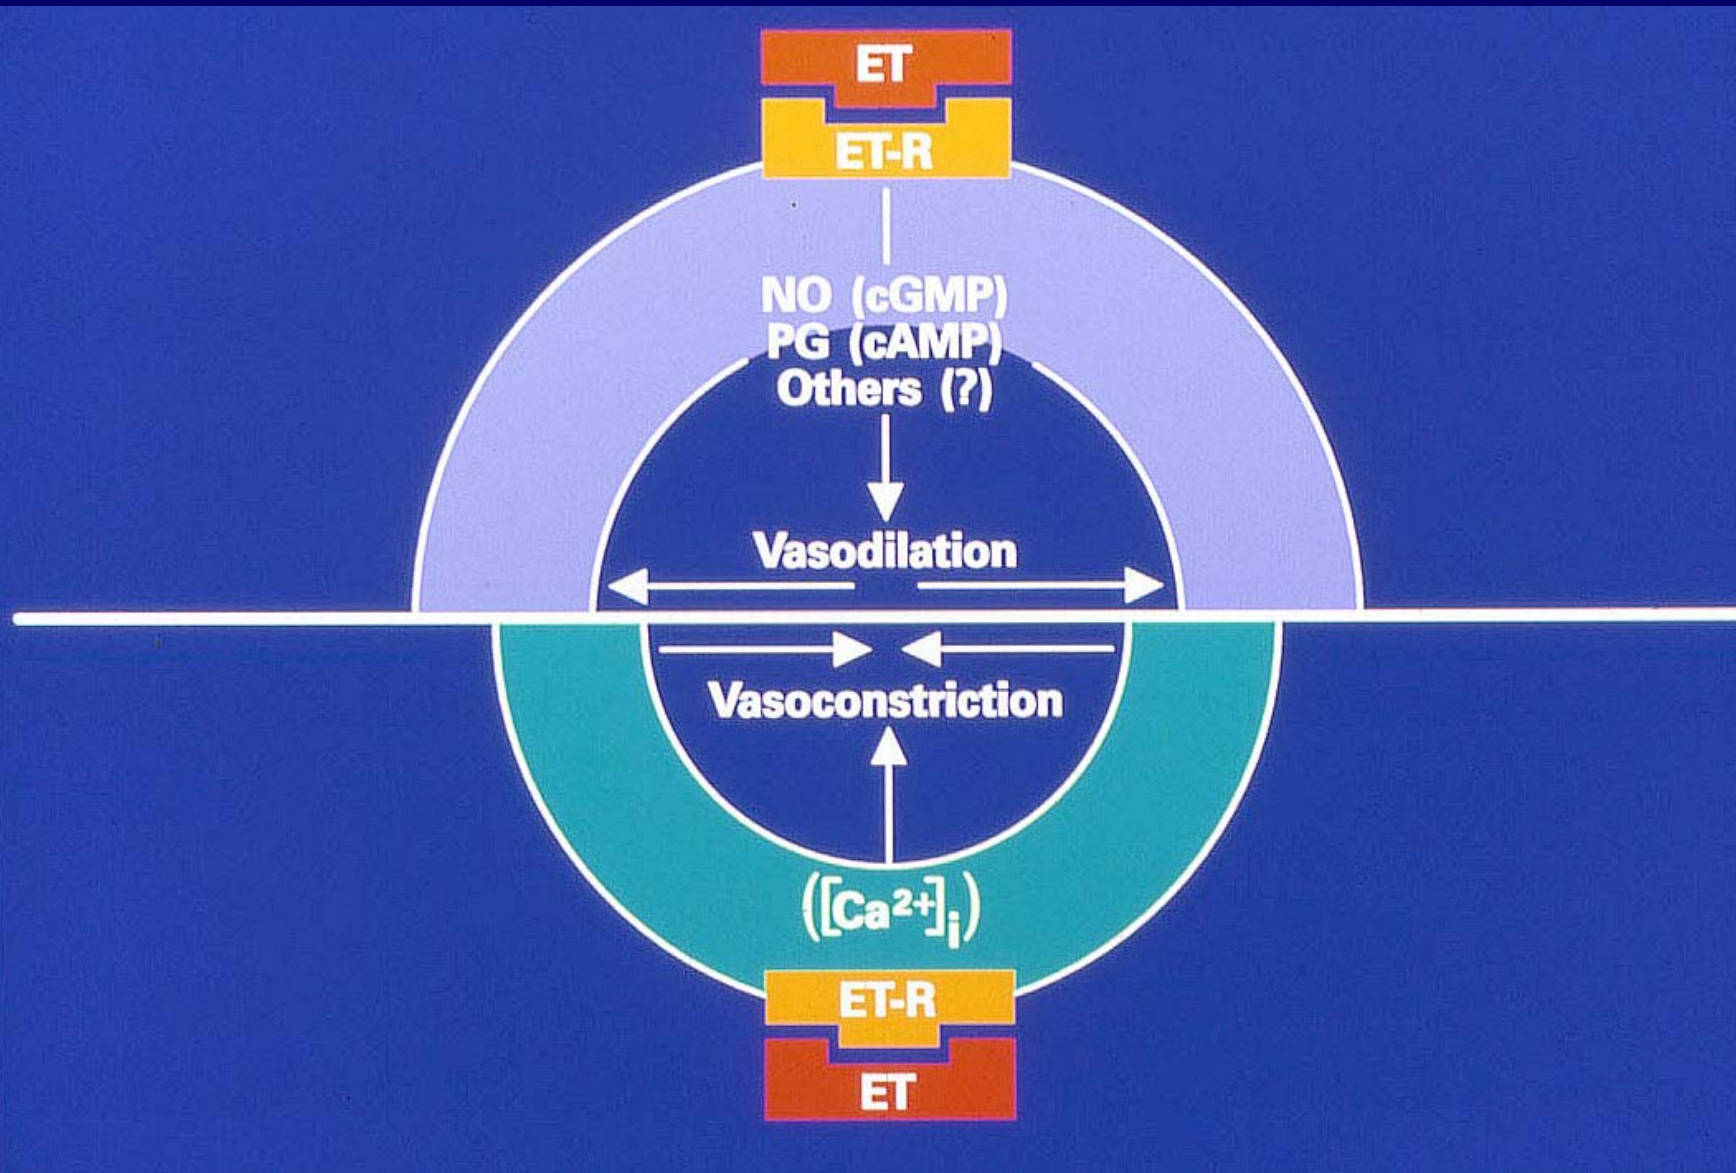 ET
ET-R
NO (cGMP)
PG (cAMP)
Others (?)
Vasodilation
Vasoconstriction
([Ca²⁺]ᵢ)
ET-R
ET